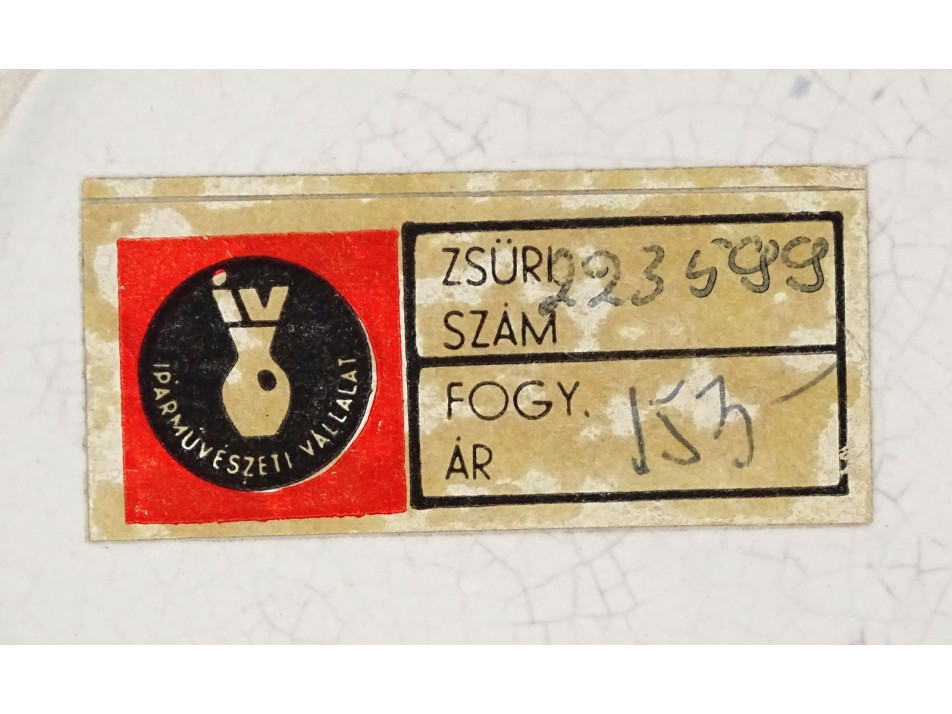 iv
IPARMŰVÉSZETI VÁLLALAT
ZSÜRI 223599
SZÁM
FOGY. 153–
ÁR